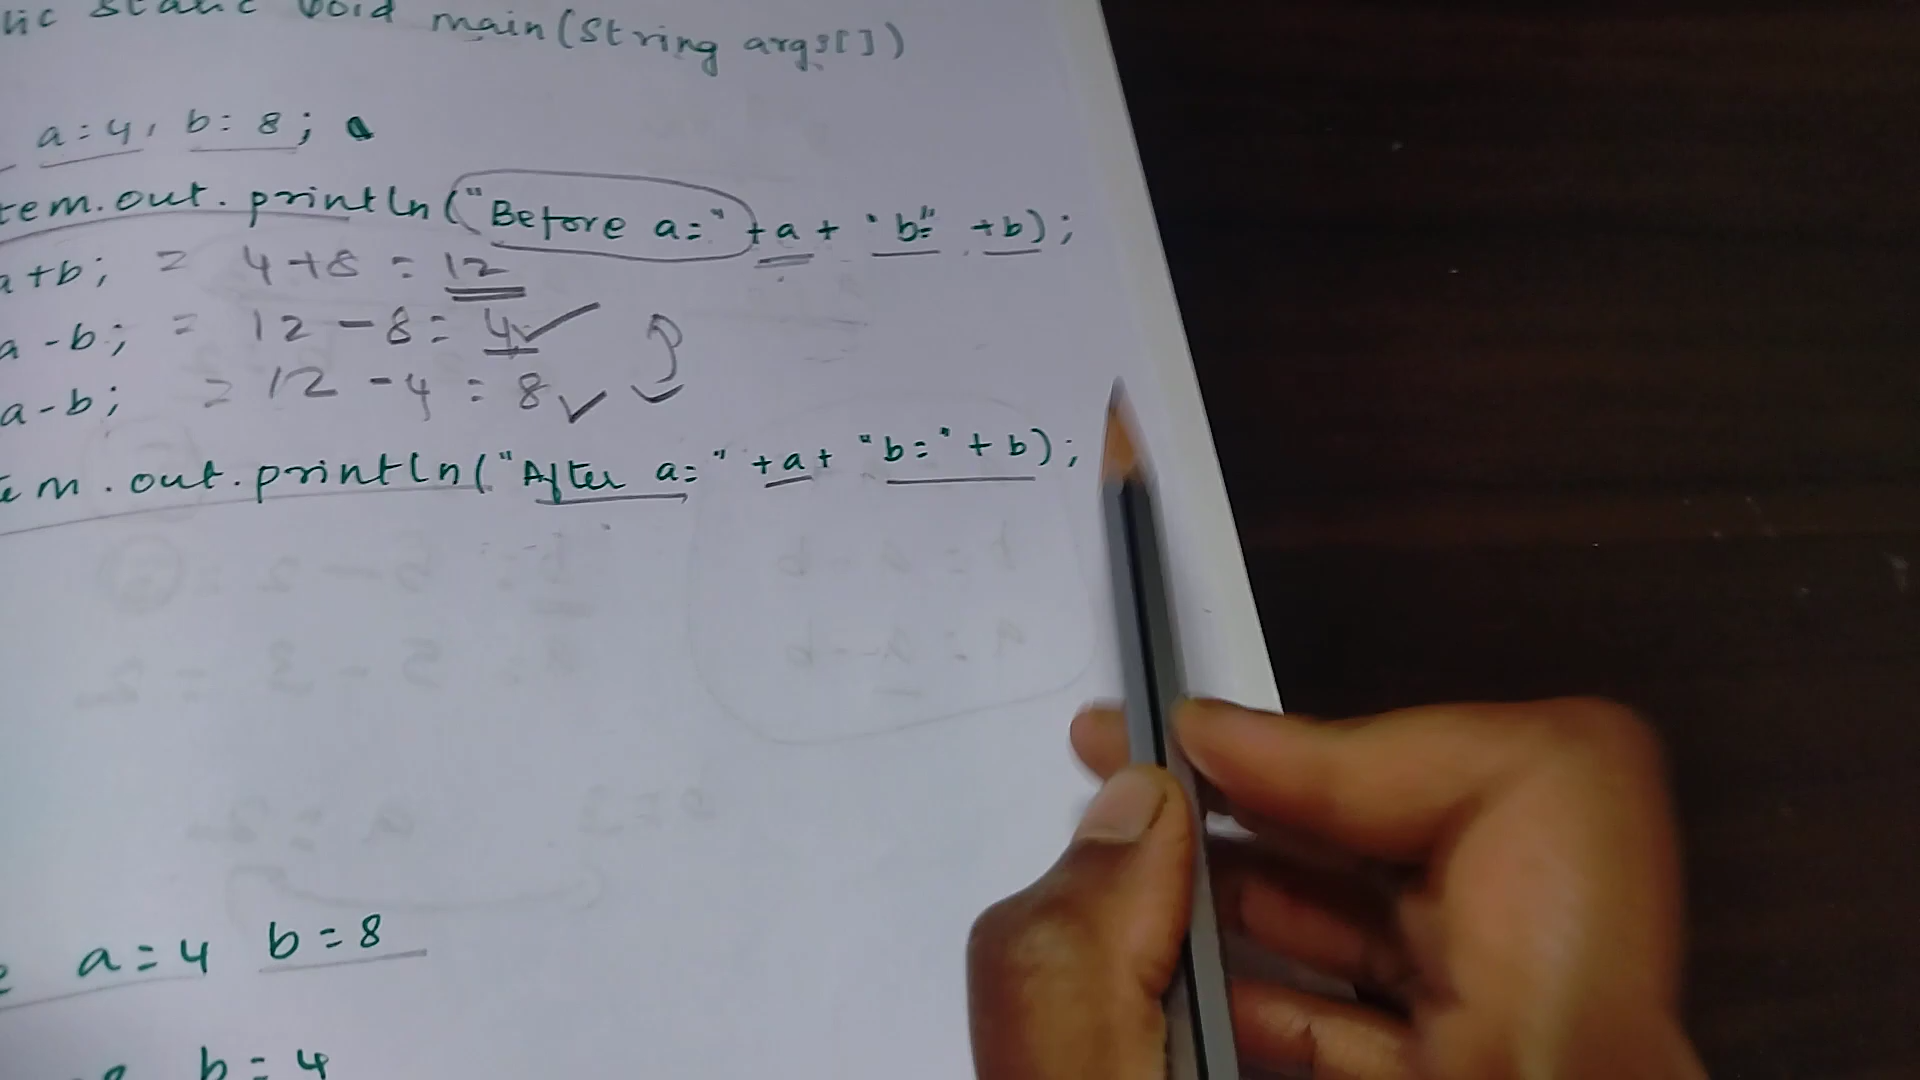 lic static void main(String args[])
a=4, b=8;
tem.out.println("Before a="+a+ "b=" +b);
a+b; = 4+8 = 12
a-b; = 12-8= 4✓
a-b; = 12-4 = 8✓
em.out.println("After a=" +a+ "b="+b);
a=4 b=8
b=4